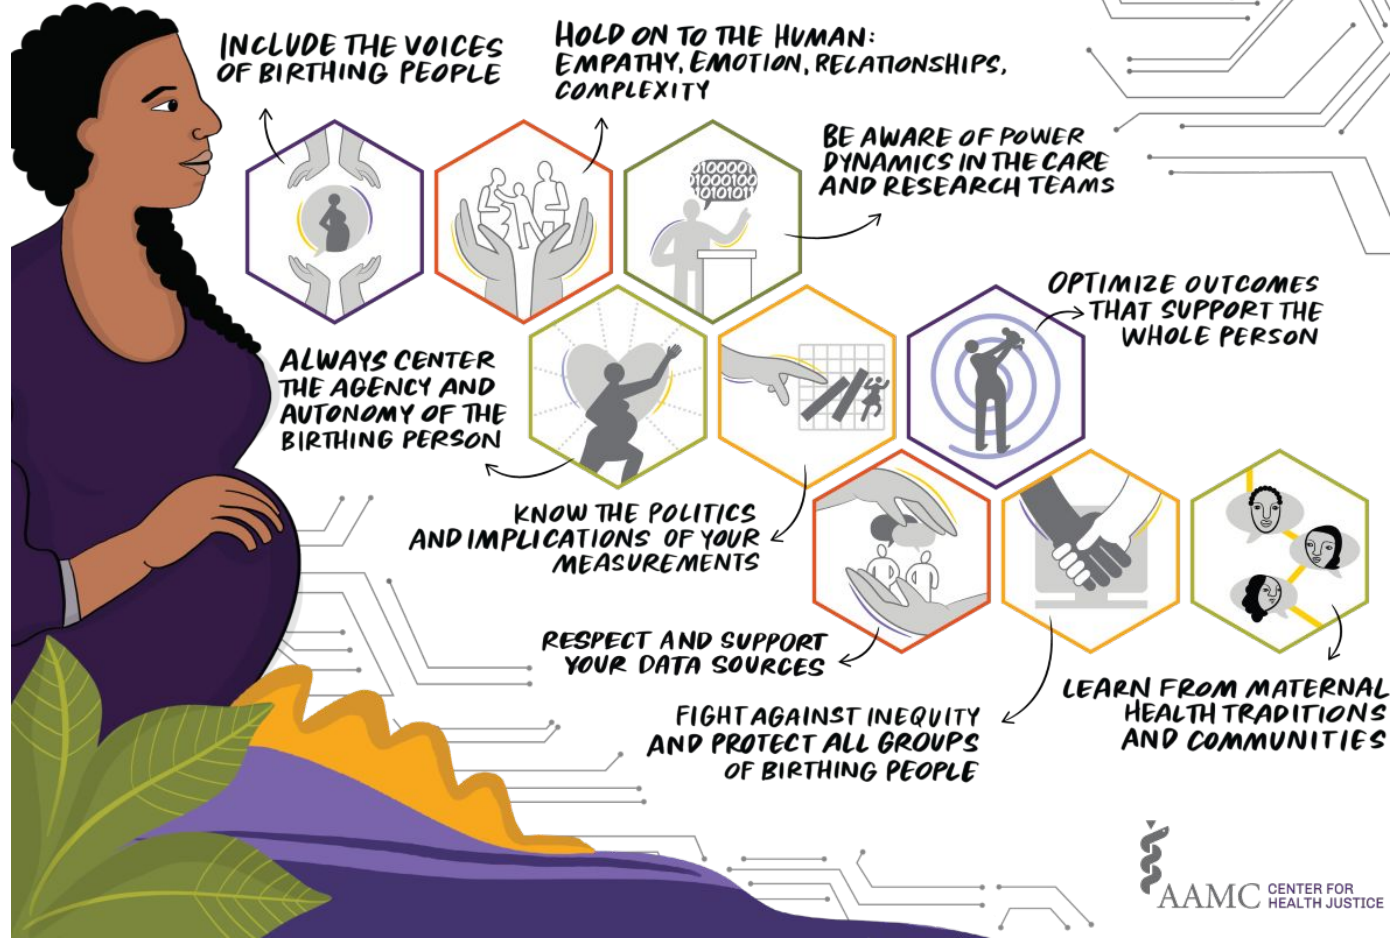 INCLUDE THE VOICES
OF BIRTHING PEOPLE
HOLD ON TO THE HUMAN:
EMPATHY, EMOTION, RELATIONSHIPS,
COMPLEXITY
BE AWARE OF POWER
DYNAMICS IN THE CARE
AND RESEARCH TEAMS
010000
01000100
1010101
OPTIMIZE OUTCOMES
THAT SUPPORT THE
WHOLE PERSON
ALWAYS CENTER
THE AGENCY AND
AUTONOMY OF THE
BIRTHING PERSON
KNOW THE POLITICS
AND IMPLICATIONS OF YOUR
MEASUREMENTS
RESPECT AND SUPPORT
YOUR DATA SOURCES
FIGHT AGAINST INEQUITY
AND PROTECT ALL GROUPS
OF BIRTHING PEOPLE
LEARN FROM MATERNAL
HEALTH TRADITIONS
AND COMMUNITIES
AAMC
CENTER FOR
HEALTH JUSTICE